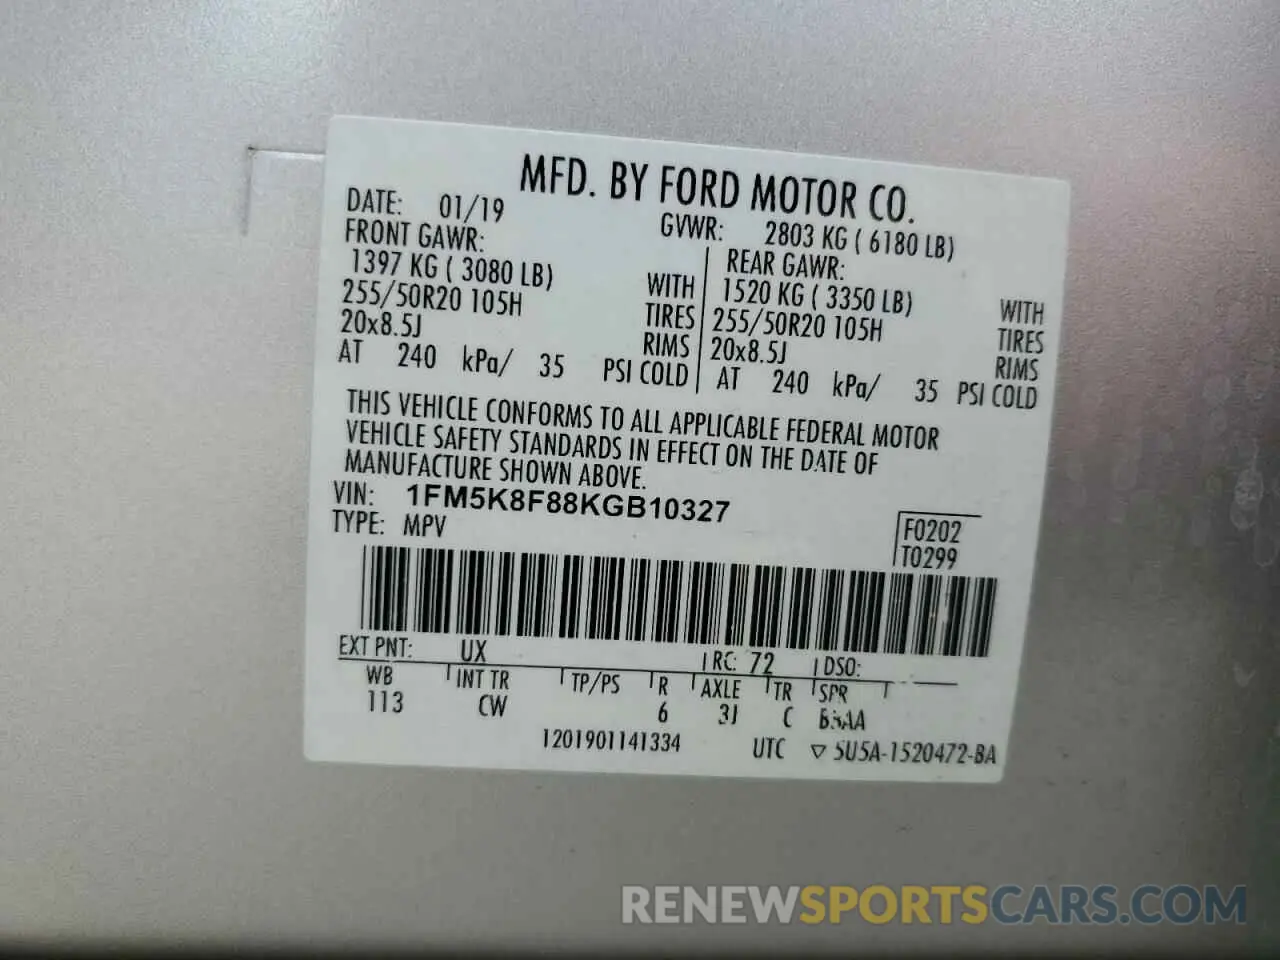 MFD. BY FORD MOTOR CO.
DATE: 01/19 GVWR: 2803 KG ( 6180 LB)
FRONT GAWR: REAR GAWR:
1397 KG ( 3080 LB) WITH 1520 KG ( 3350 LB) WITH
255/50R20 105H TIRES 255/50R20 105H TIRES
20x8.5J RIMS 20x8.5J RIMS
AT 240 kPa/ 35 PSI COLD AT 240 kPa/ 35 PSI COLD
THIS VEHICLE CONFORMS TO ALL APPLICABLE FEDERAL MOTOR
VEHICLE SAFETY STANDARDS IN EFFECT ON THE DATE OF
MANUFACTURE SHOWN ABOVE.
VIN: 1FM5K8F88KGB10327
TYPE: MPV
F0202
T0299
EXT PNT: UX RC: 72 DSO:
WB INT TR TP/PS R AXLE TR SPR
113 CW 6 3J C
1201901141334 UTC ▽ 5U5A-1520472-BA
RENEWSPORTSCARS.COM